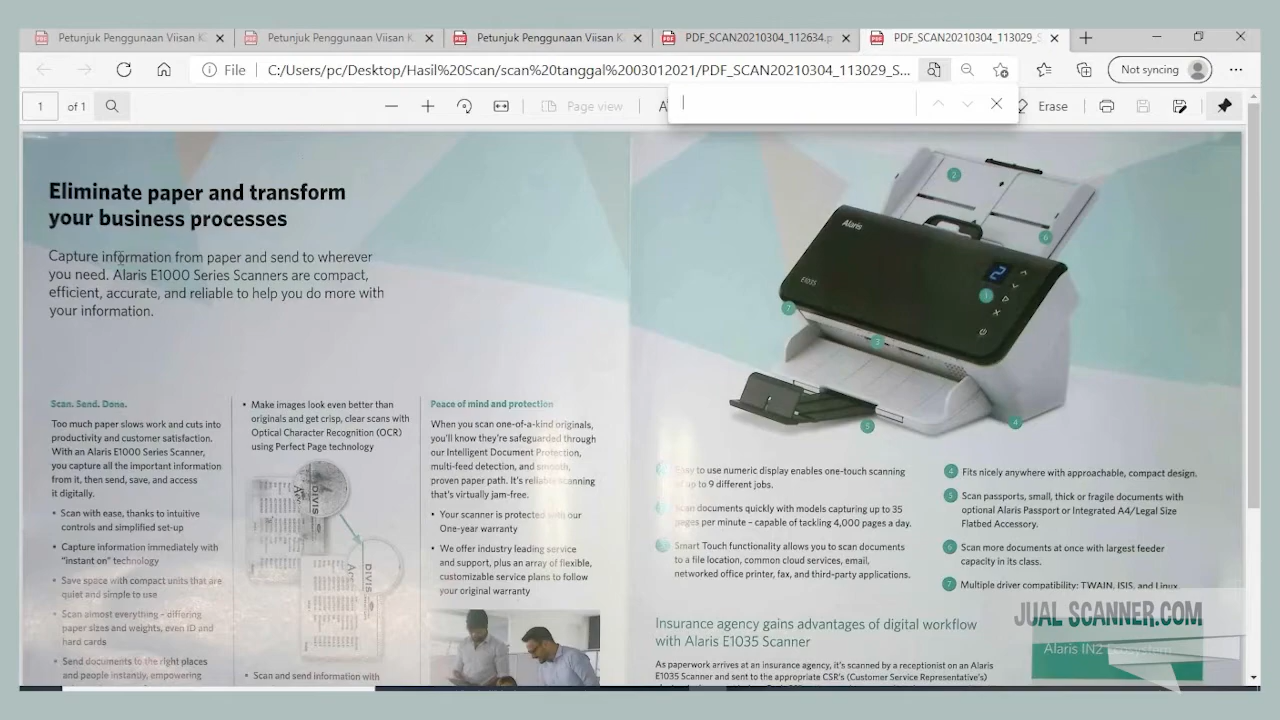 Petunjuk Penggunaan Viisan K
Petunjuk Penggunaan Viisan K
Petunjuk Penggunaan Viisan K
PDF_SCAN20210304_112634.p
PDF_SCAN20210304_113029_S
File
C:/Users/pc/Desktop/Hasil%20Scan/scan%20tanggal%2003012021/PDF_SCAN20210304_113029_S...
Not syncing
1
of 1
Page view
Erase
Eliminate paper and transform
your business processes
Capture information from paper and send to wherever
you need. Alaris E1000 Series Scanners are compact,
efficient, accurate, and reliable to help you do more with
your information.
Scan. Send. Done.
Too much paper slows work and cuts into
productivity and customer satisfaction.
With an Alaris E1000 Series Scanner,
you capture all the important information
from it, then send, save, and access
it digitally.
• Scan with ease, thanks to intuitive
controls and simplified set-up
• Capture information immediately with
"instant on" technology
• Save space with compact units that are
quiet and simple to use
• Scan almost everything – differing
paper sizes and weights, even ID and
hard cards
• Send documents to the right places
and people instantly, empowering
• Make images look even better than
originals and get crisp, clear scans with
Optical Character Recognition (OCR)
using Perfect Page technology
DIVIS
DIVIS
• Scan and send information with
Peace of mind and protection
When you scan one-of-a-kind originals,
you'll know they're safeguarded through
our Intelligent Document Protection,
multi-feed detection, and smooth,
proven paper path. It's reliable scanning
that's virtually jam-free.
• Your scanner is protected with our
One-year warranty
• We offer industry leading service
and support, plus an array of flexible,
customizable service plans to follow
your original warranty
Alaris
E1035
2
2
6
1
7
3
5
4
Easy to use numeric display enables one-touch scanning
of up to 9 different jobs.
Scan documents quickly with models capturing up to 35
pages per minute – capable of tackling 4,000 pages a day.
Smart Touch functionality allows you to scan documents
to a file location, common cloud services, email,
networked office printer, fax, and third-party applications.
4 Fits nicely anywhere with approachable, compact design.
5 Scan passports, small, thick or fragile documents with
optional Alaris Passport or Integrated A4/Legal Size
Flatbed Accessory.
6 Scan more documents at once with largest feeder
capacity in its class.
7 Multiple driver compatibility: TWAIN, ISIS, and Linux.
Insurance agency gains advantages of digital workflow
with Alaris E1035 Scanner
As paperwork arrives at an insurance agency, it's scanned by a receptionist on an Alaris
E1035 Scanner and sent to the appropriate CSR's (Customer Service Representative's)
JUAL SCANNER.COM
Alaris IN2 Ecosystem